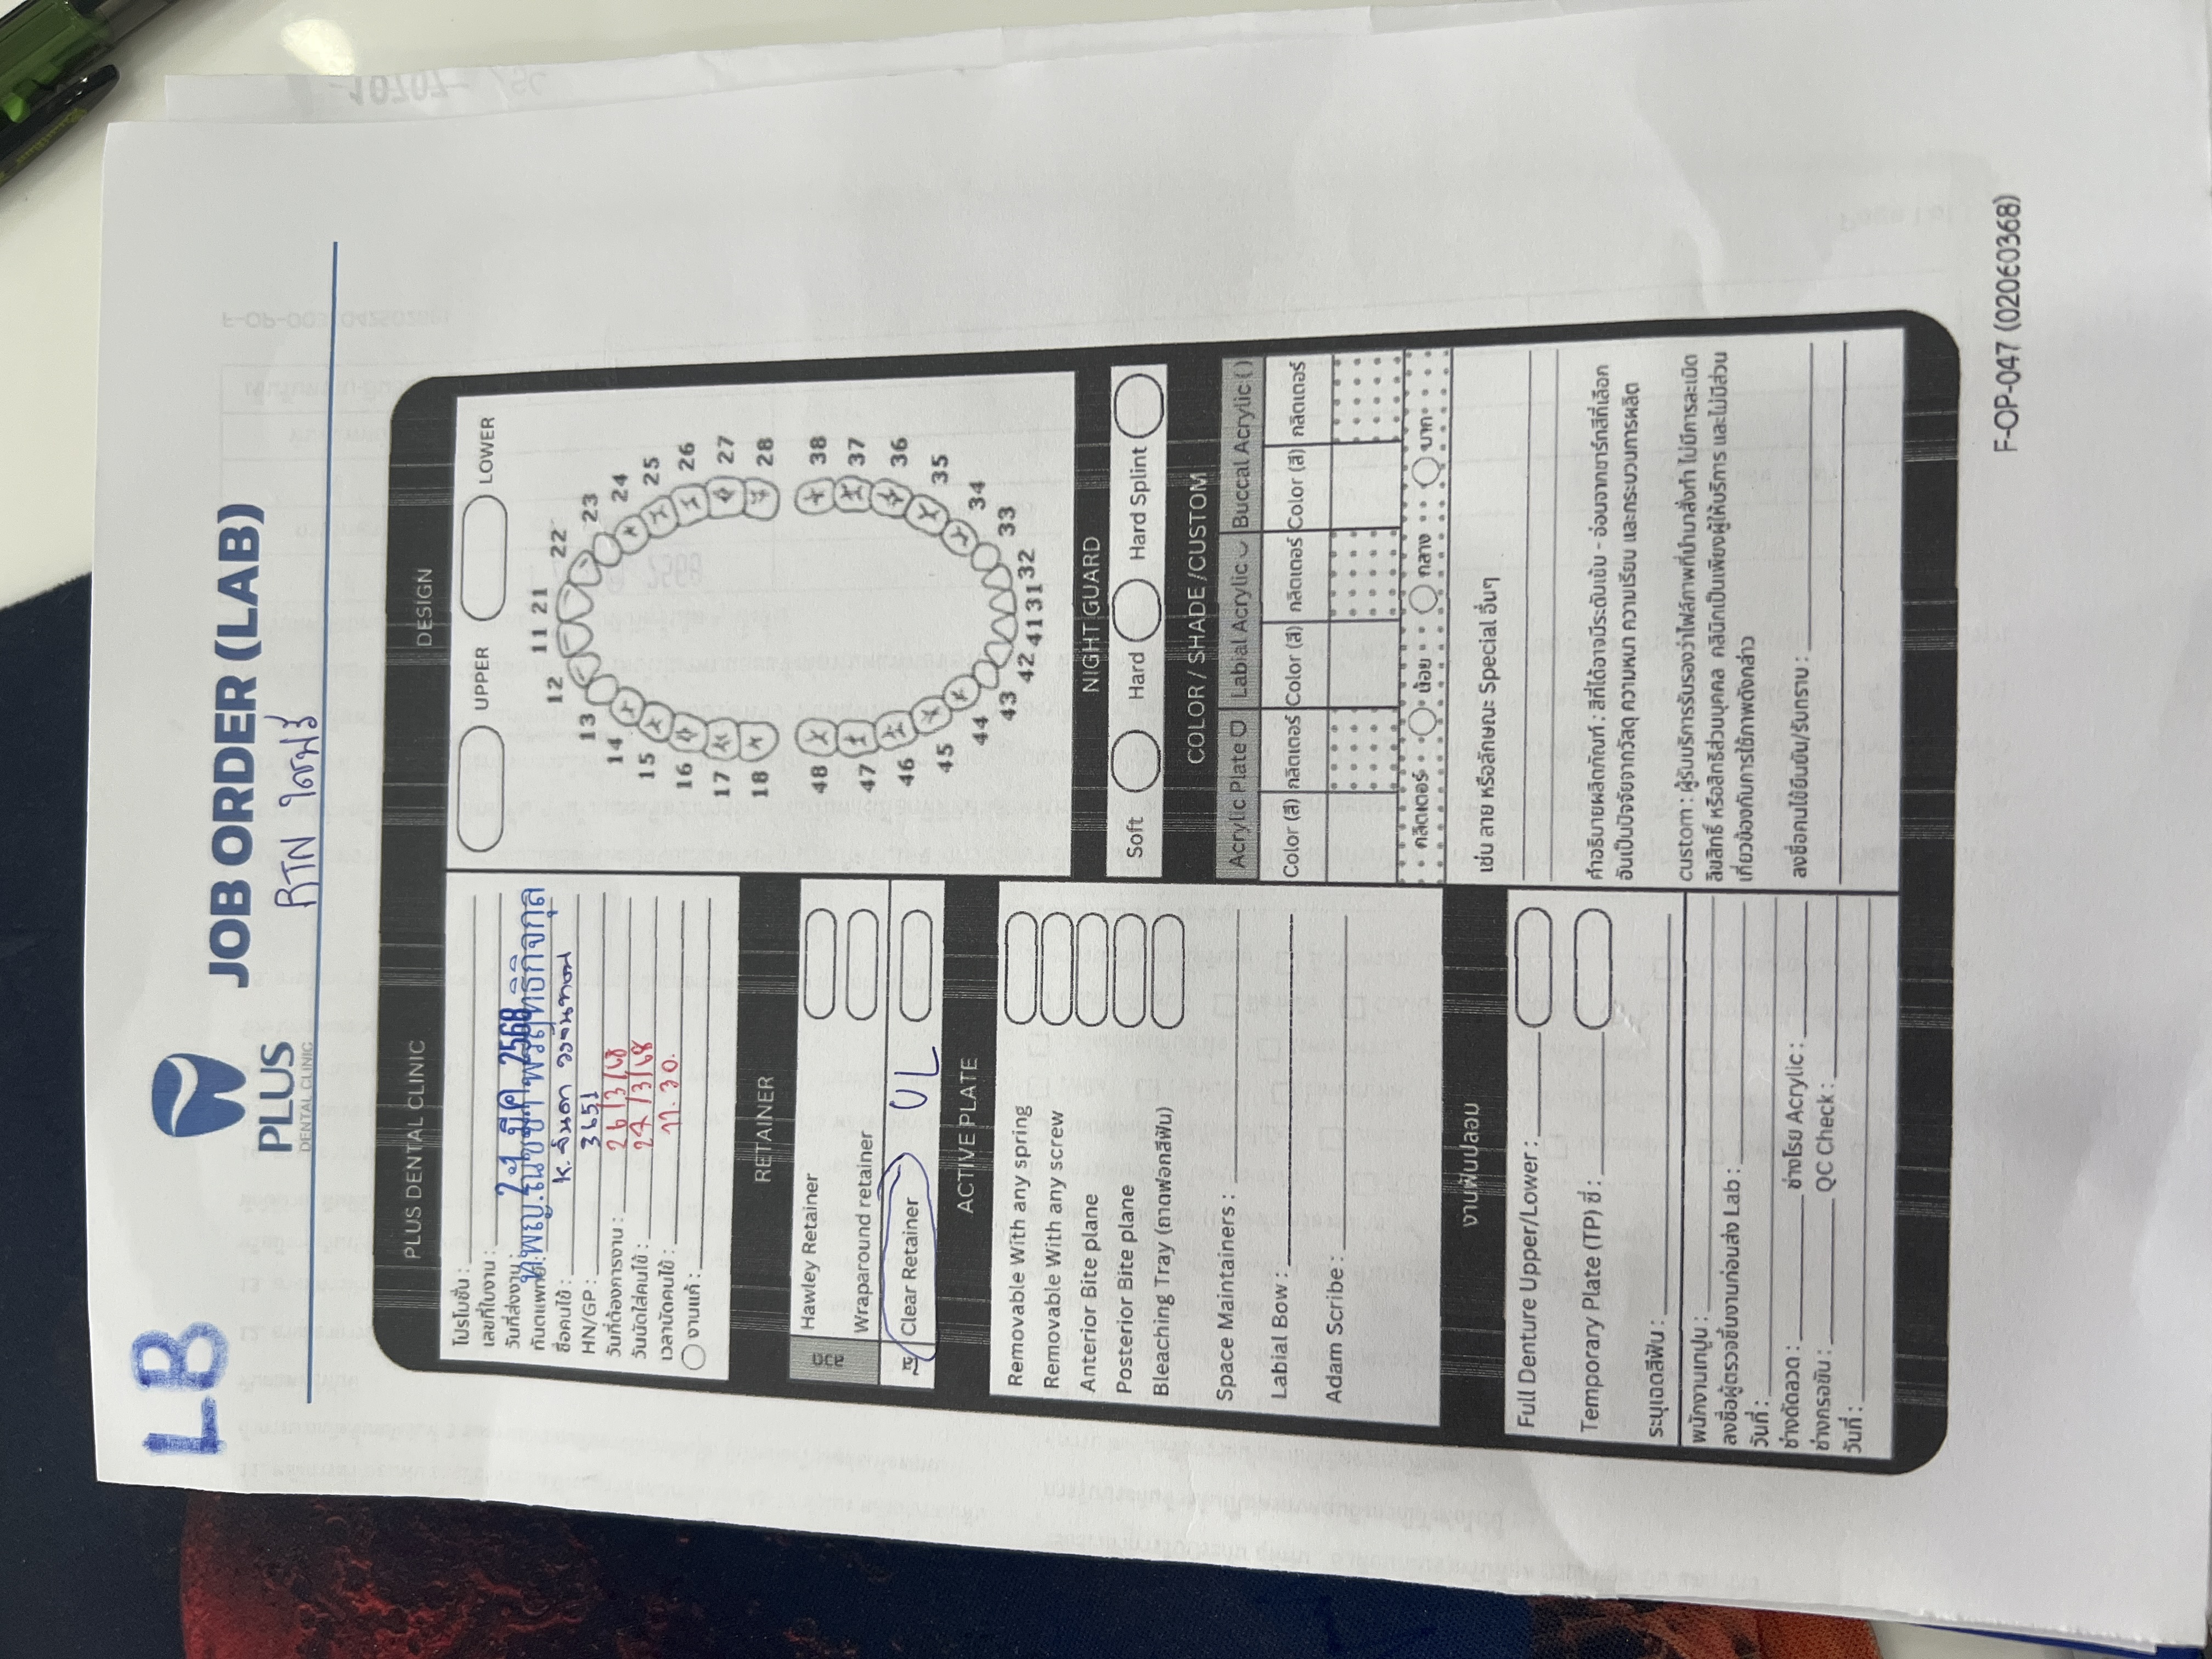 LB
PLUS
DENTAL CLINIC
JOB ORDER (LAB)
RTN ใสฟรี
PLUS DENTAL CLINIC
โปรโมชั่น :
เลขที่ใบงาน :
วันที่ส่งงาน : 2 1 มี.ค. 2568
ทันตแพทย์ : ท.พญ.ณัชชา
ชื่อคนไข้ : K.
HN/GP : 3651
วันที่ต้องการงาน : 26/3/68
วันนัดใส่คนไข้ : 27/3/68
เวลานัดคนไข้ : 17.30.
งานแก้ :
RETAINER
ลวด
Hawley Retainer
Wraparound retainer
ใส
Clear Retainer UL
ACTIVE PLATE
Removable With any spring
Removable With any screw
Anterior Bite plane
Posterior Bite plane
Bleaching Tray (ถาดฟอกสีฟัน)
Space Maintainers :
Labial Bow :
Adam Scribe :
งานฟันปลอม
Full Denture Upper/Lower :
Temporary Plate (TP) ซี่ :
ระบุเฉดสีฟัน :
พนักงานเทปูน :
ลงชื่อผู้ตรวจชิ้นงานก่อนส่ง Lab :
วันที่ :
ช่างดัดลวด : ช่างโรย Acrylic :
ช่างกรอขัน : QC Check :
วันที่ :
DESIGN
UPPER LOWER
12 11 21 22
13 23
14 24
15 25
16 26
17 27
18 28
48 38
47 37
46 36
45 35
44 34
43 33
42 41 31 32
NIGHT GUARD
Soft Hard Hard Splint
COLOR / SHADE /CUSTOM
Acrylic Plate Labial Acrylic Buccal Acrylic ( )
Color (สี) กลิตเตอร์ Color (สี) กลิตเตอร์ Color (สี) กลิตเตอร์
กลิตเตอร์ น้อย กลาง มาก
เช่น ลาย หรือลักษณะ Special อื่นๆ
คำอธิบายผลิตภัณฑ์ : สีที่ได้อาจมีระดับเข้ม - อ่อนจากชาร์ทสีที่เลือก
อันเป็นปัจจัยจากวัสดุ ความหนา ความเรียบ และกระบวนการผลิต
Custom : ผู้รับบริการรับรองว่าไฟล์ภาพที่นำมาสั่งทำ ไม่มีการละเมิด
ลิขสิทธิ์ หรือสิทธิส่วนบุคคล คลินิกเป็นเพียงผู้ให้บริการ และไม่มีส่วน
เกี่ยวข้องกับการใช้ภาพดังกล่าว
ลงชื่อคนไข้ยืนยัน/รับทราบ :
F-OP-047 (02060368)